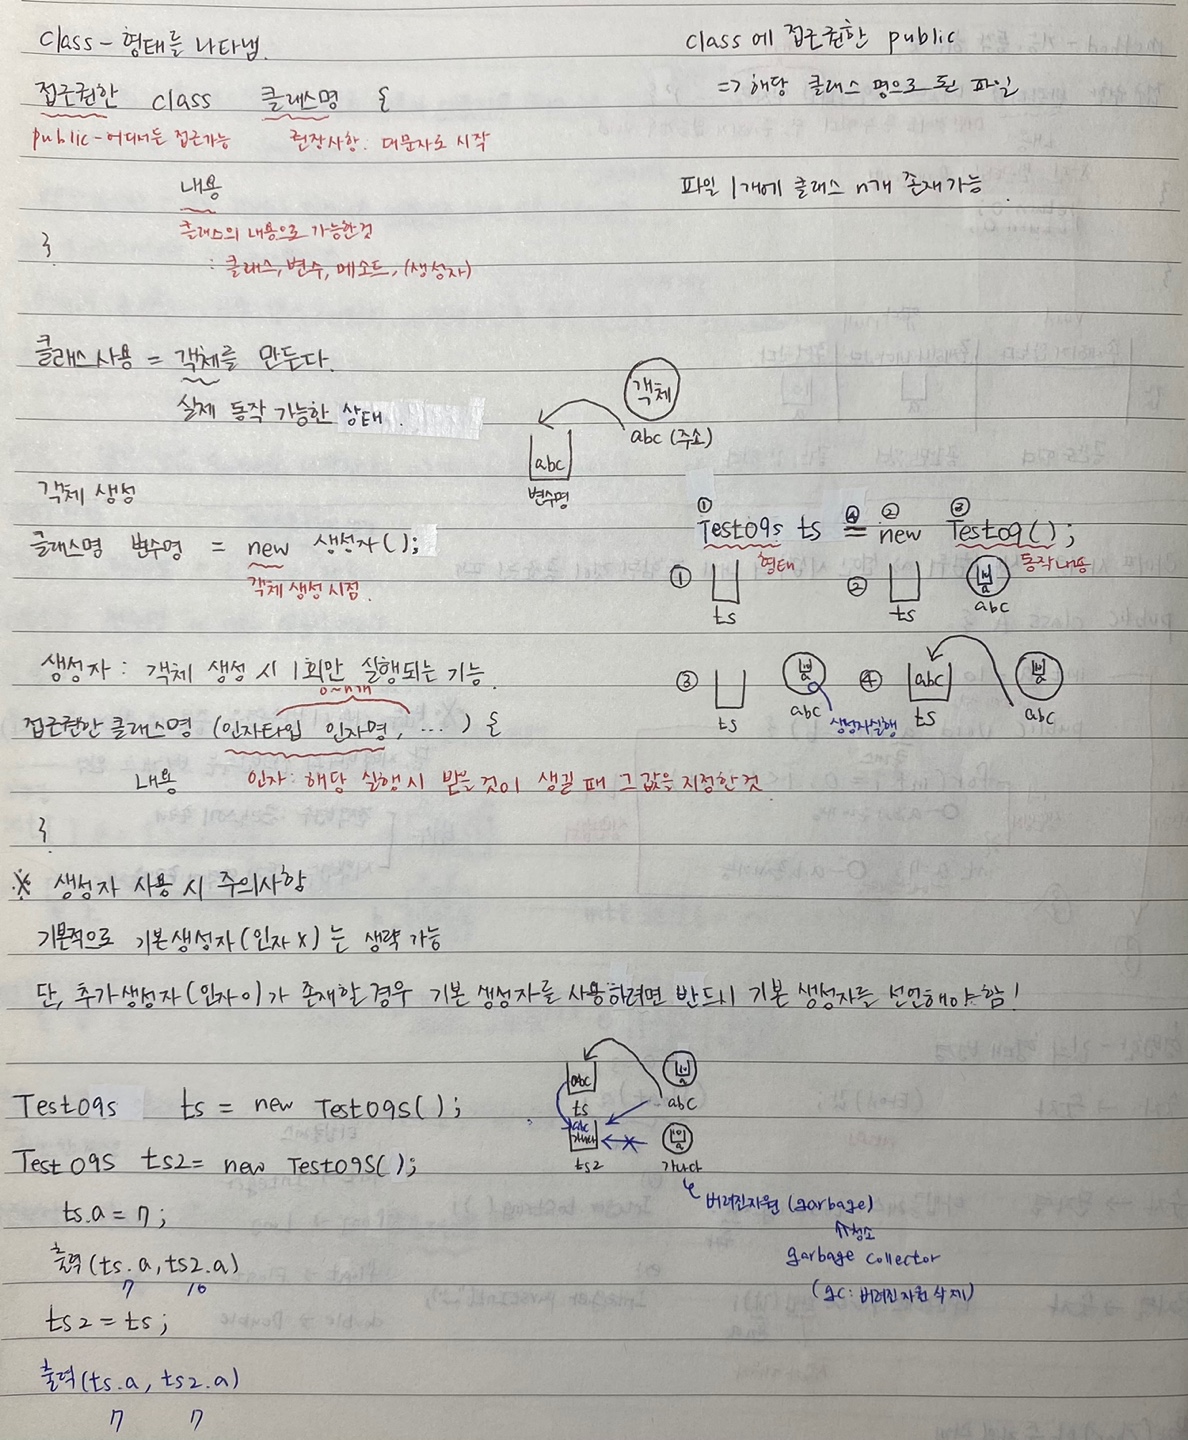 class - 형태를 나타냄.
접근권한 class 클래스명 {
public - 어디서든 접근가능 권장사항: 대문자로 시작
내용
클래스의 내용으로 가능한것
: 클래스, 변수, 메소드, (생성자)
}
class에 접근권한 public
=> 해당 클래스 명으로 된 파일
파일 1개에 클래스 n개 존재 가능
클래스 사용 = 객체를 만든다.
실제 동작 가능한 상태.
객체
abc (주소)
abc
변수명
객체 생성
클래스명 변수명 = new 생성자();
객체 생성 시점.
① ④ ② ③
Test09s ts = new Test09();
형태 동작내용
① ts ② ts 10 a abc
③ ts 10 a abc 생성자실행 ④ abc ts 10 a abc
생성자 : 객체 생성 시 1회만 실행되는 기능.
0~n개
접근권한 클래스명 (인자타입 인자명, ...) {
내용 인자: 해당 실행시 받을 것이 생길 때 그 값을 지정한것
}
※ 생성자 사용 시 주의사항
기본적으로 기본생성자(인자 x)는 생략 가능
단, 추가생성자(인자 o)가 존재할 경우 기본 생성자를 사용하려면 반드시 기본 생성자를 선언해야 함!
Test09s ts = new Test09s();
Test09s ts2 = new Test09s();
ts.a = 7;
출력(ts.a, ts2.a)
7 10
ts2 = ts;
출력(ts.a, ts2.a)
7 7
abc ts 10 a abc
abc 가나다 ts2 10 a 가나다
버려진자원 (garbage)
⇑청소
garbage collector
(gc: 버려진자원 삭제)